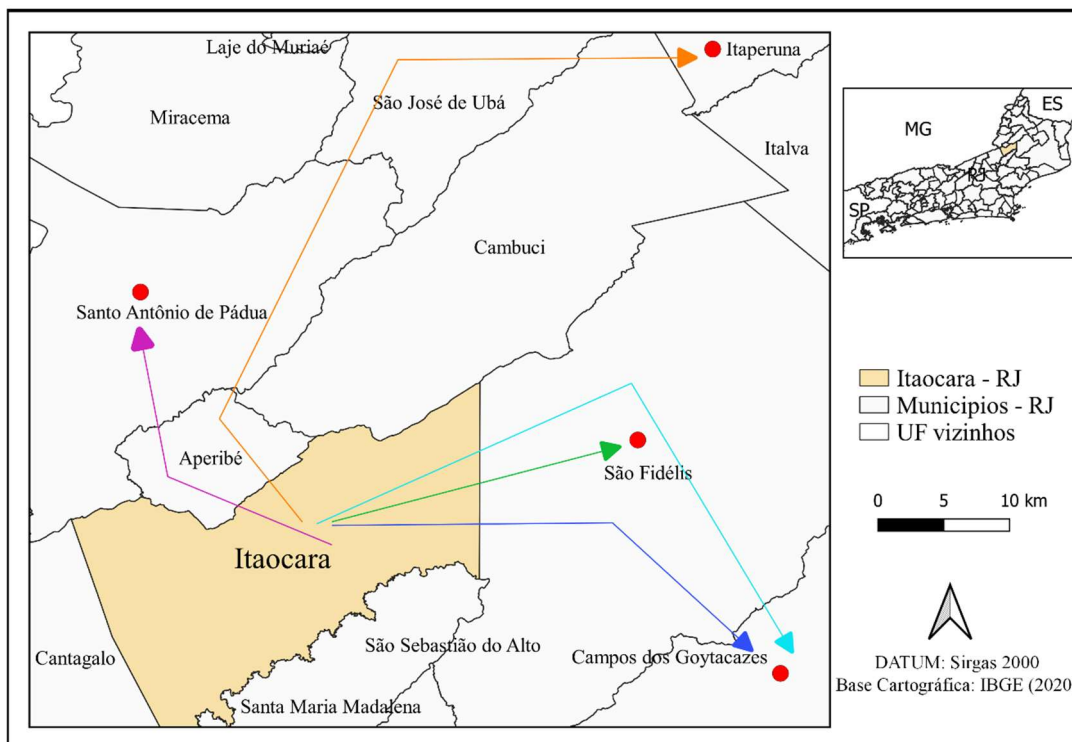 Laje do Muriaé
Itaperuna
São José de Ubá
Miracema
Italva
Cambuci
Santo Antônio de Pádua
Aperibé
São Fidélis
Itaocara
São Sebastião do Alto
Campos dos Goytacazes
Cantagalo
Santa Maria Madalena
ES
MG
RJ
SP
Itaocara - RJ
Municipios - RJ
UF vizinhos
0 5 10 km
DATUM: Sirgas 2000
Base Cartográfica: IBGE (2020